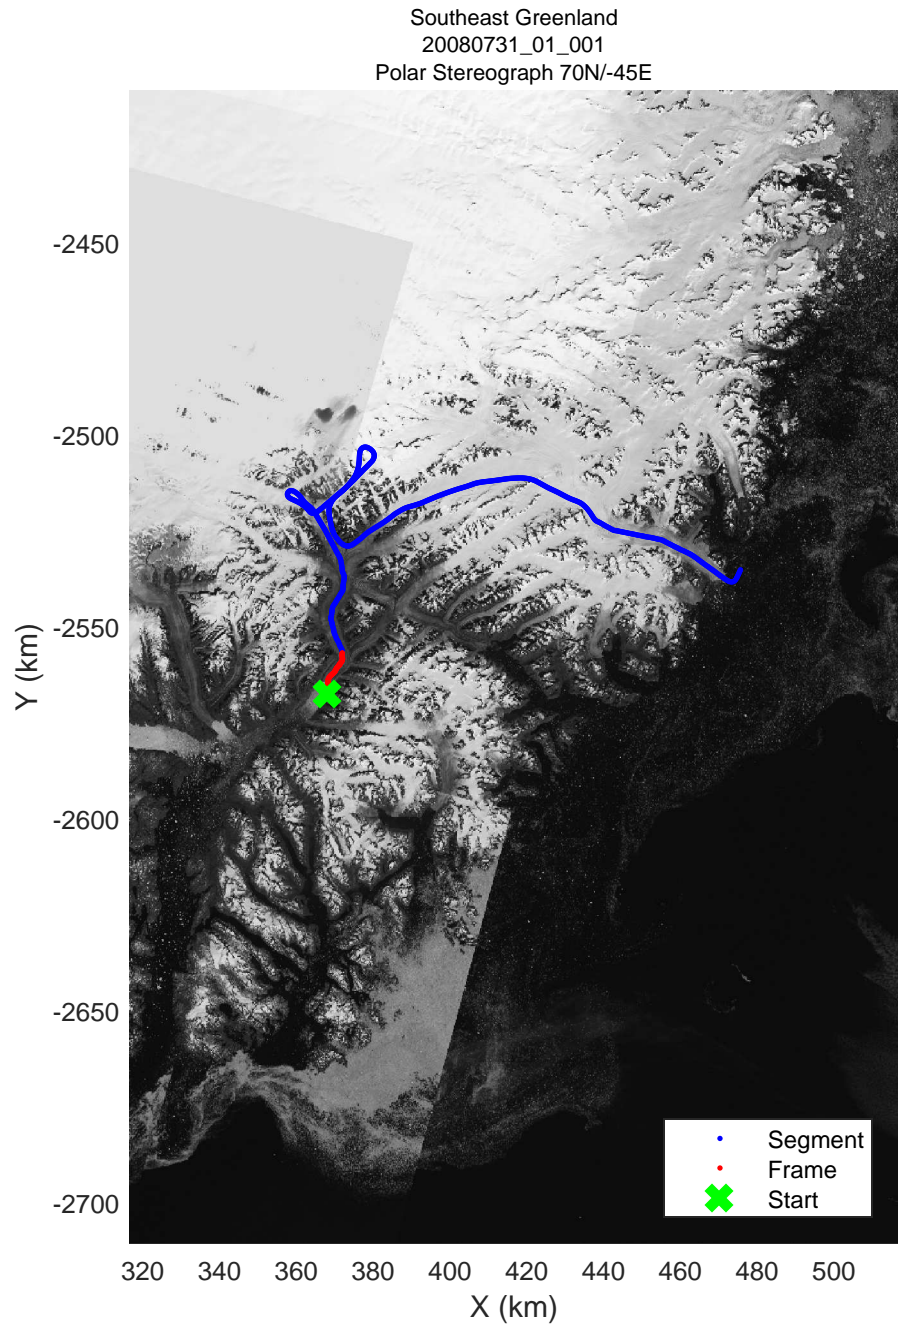 Southeast Greenland
20080731_01_001
Polar Stereograph 70N/-45E
-2450
-2500
-2550
-2600
-2650
-2700
Y (km)
320 340 360 380 400 420 440 460 480 500
X (km)
Segment
Frame
Start